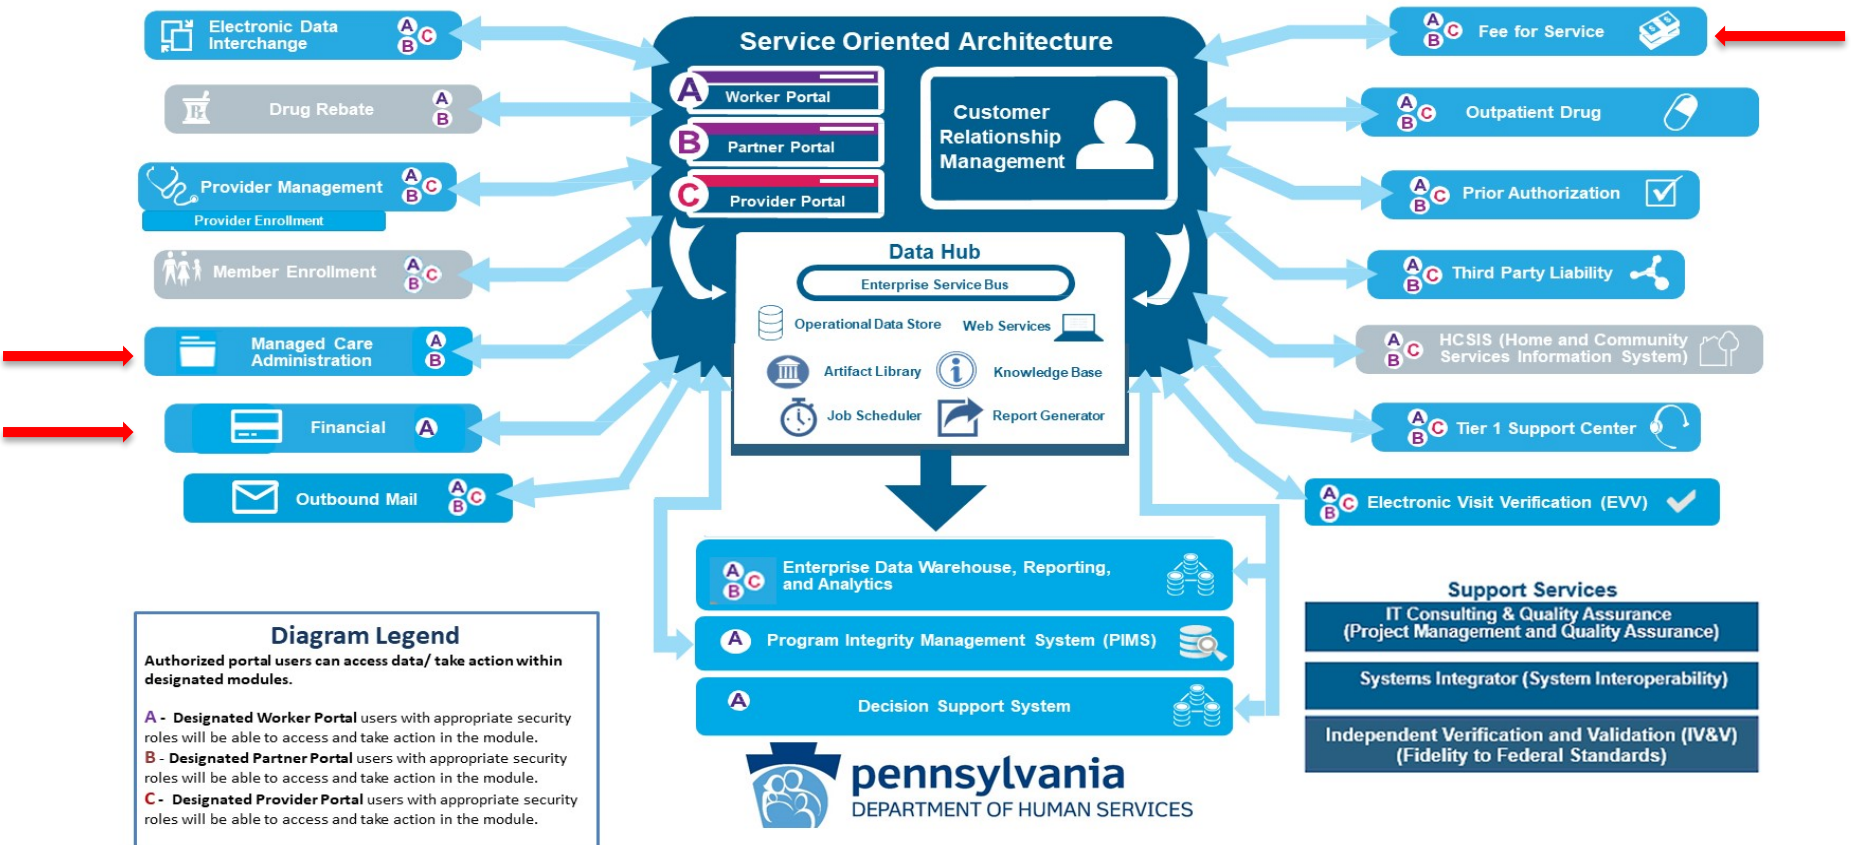 Electronic Data
Interchange
A
B
C
Drug Rebate
A
B
Provider Management
A
B
C
Provider Enrollment
Member Enrollment
A
B
C
Managed Care
Administration
A
B
Financial
A
Outbound Mail
A
B
C
Service Oriented Architecture
A
Worker Portal
B
Partner Portal
C
Provider Portal
Customer
Relationship
Management
Data Hub
Enterprise Service Bus
Operational Data Store
Web Services
Artifact Library
Knowledge Base
Job Scheduler
Report Generator
A
B
C
Enterprise Data Warehouse, Reporting,
and Analytics
A
Program Integrity Management System (PIMS)
A
Decision Support System
A
B
C
Fee for Service
A
B
C
Outpatient Drug
A
B
C
Prior Authorization
A
B
C
Third Party Liability
A
B
C
HCSIS (Home and Community
Services Information System)
A
B
C
Tier 1 Support Center
A
B
C
Electronic Visit Verification (EVV)
Support Services
IT Consulting & Quality Assurance
(Project Management and Quality Assurance)
Systems Integrator (System Interoperability)
Independent Verification and Validation (IV&V)
(Fidelity to Federal Standards)
Diagram Legend
Authorized portal users can access data/ take action within
designated modules.
A - Designated Worker Portal users with appropriate security
roles will be able to access and take action in the module.
B - Designated Partner Portal users with appropriate security
roles will be able to access and take action in the module.
C - Designated Provider Portal users with appropriate security
roles will be able to access and take action in the module.
pennsylvania
DEPARTMENT OF HUMAN SERVICES